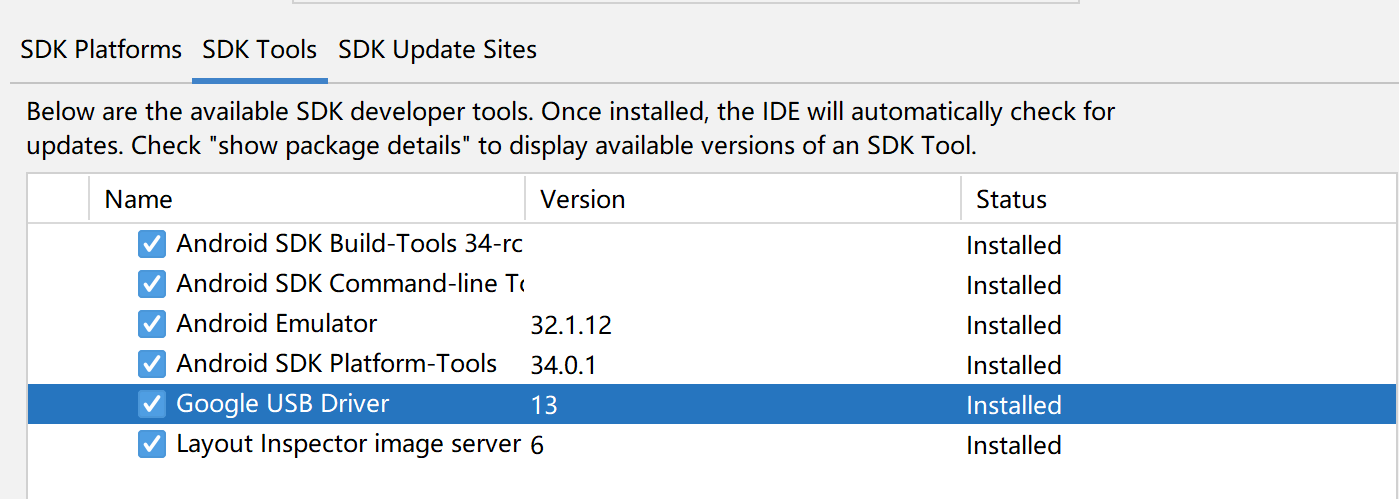 SDK Platforms SDK Tools SDK Update Sites
Below are the available SDK developer tools. Once installed, the IDE will automatically check for
updates. Check "show package details" to display available versions of an SDK Tool.
Name Version Status
Android SDK Build-Tools 34-rc Installed
Android SDK Command-line To Installed
Android Emulator 32.1.12 Installed
Android SDK Platform-Tools 34.0.1 Installed
Google USB Driver 13 Installed
Layout Inspector image server 6 Installed